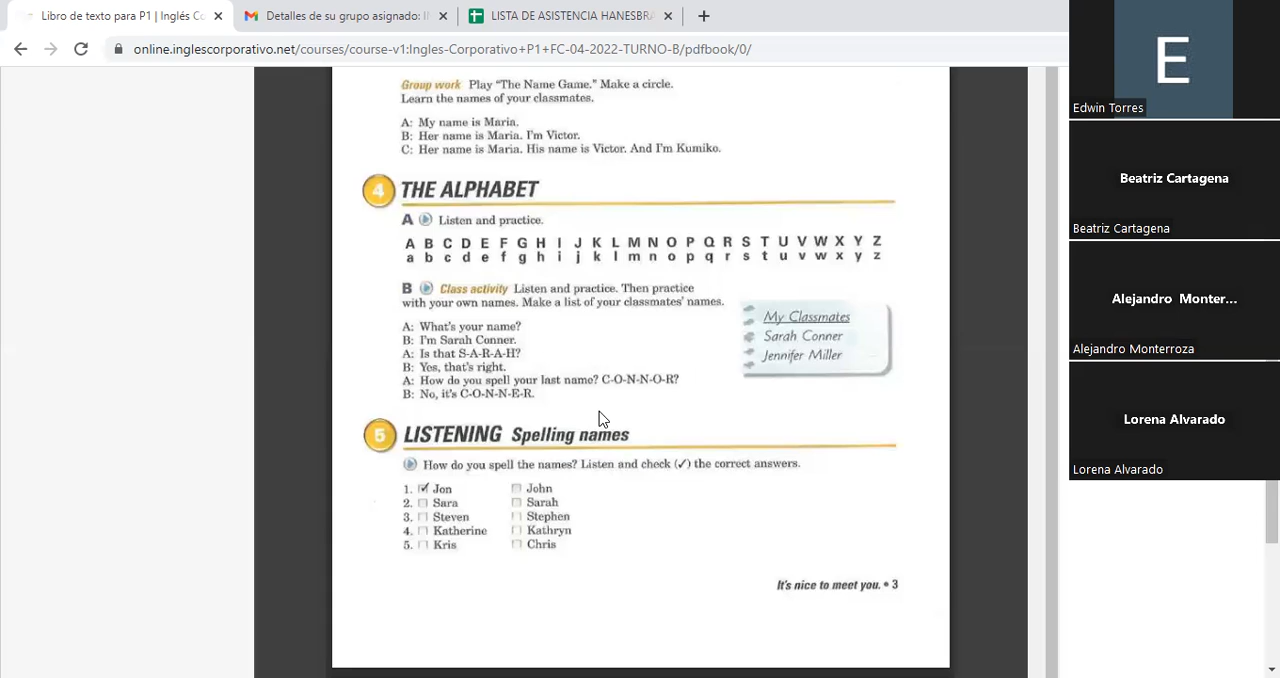 Libro de texto para P1 | Inglés Co
Detalles de su grupo asignado: I
LISTA DE ASISTENCIA HANESBRA
online.inglescorporativo.net/courses/course-v1:Ingles-Corporativo+P1+FC-04-2022-TURNO-B/pdfbook/0/
Group work Play “The Name Game.” Make a circle.
Learn the names of your classmates.
A: My name is Maria.
B: Her name is Maria. I'm Victor.
C: Her name is Maria. His name is Victor. And I'm Kumiko.
4 THE ALPHABET
A Listen and practice.
A B C D E F G H I J K L M N O P Q R S T U V W X Y Z
a b c d e f g h i j k l m n o p q r s t u v w x y z
B Class activity Listen and practice. Then practice
with your own names. Make a list of your classmates' names.
A: What's your name?
B: I'm Sarah Conner.
A: Is that S-A-R-A-H?
B: Yes, that's right.
A: How do you spell your last name? C-O-N-N-O-R?
B: No, it's C-O-N-N-E-R.
My Classmates
Sarah Conner
Jennifer Miller
5 LISTENING Spelling names
How do you spell the names? Listen and check (✓) the correct answers.
1. ✓ Jon John
2. Sara Sarah
3. Steven Stephen
4. Katherine Kathryn
5. Kris Chris
It's nice to meet you. • 3
E
Edwin Torres
Beatriz Cartagena
Beatriz Cartagena
Alejandro Monter...
Alejandro Monterroza
Lorena Alvarado
Lorena Alvarado